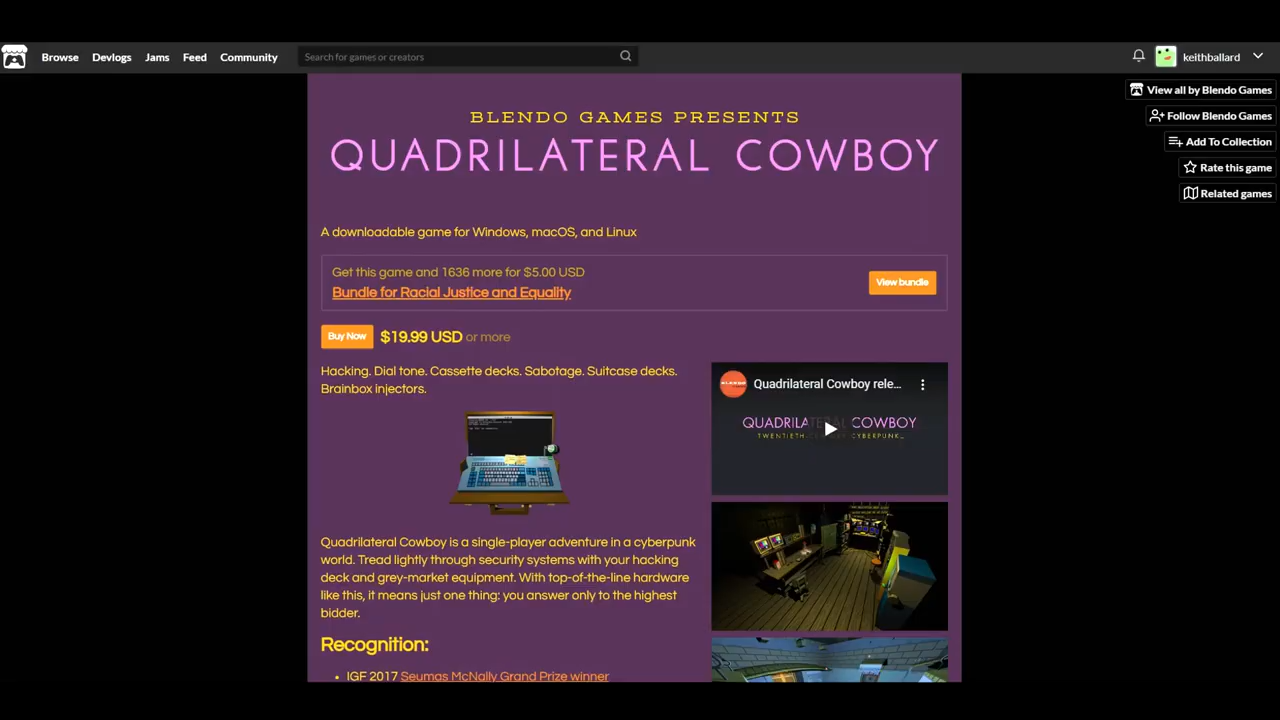 Browse Devlogs Jams Feed Community Search for games or creators keithballard
View all by Blendo Games
Follow Blendo Games
Add To Collection
Rate this game
Related games
BLENDO GAMES PRESENTS
QUADRILATERAL COWBOY
A downloadable game for Windows, macOS, and Linux
Get this game and 1636 more for $5.00 USD
Bundle for Racial Justice and Equality
View bundle
Buy Now $19.99 USD or more
Hacking. Dial tone. Cassette decks. Sabotage. Suitcase decks.
Brainbox injectors.
Quadrilateral Cowboy rele...
QUADRILATERAL COWBOY
Quadrilateral Cowboy is a single-player adventure in a cyberpunk
world. Tread lightly through security systems with your hacking
deck and grey-market equipment. With top-of-the-line hardware
like this, it means just one thing: you answer only to the highest
bidder.
Recognition:
• IGF 2017 Seumas McNally Grand Prize winner